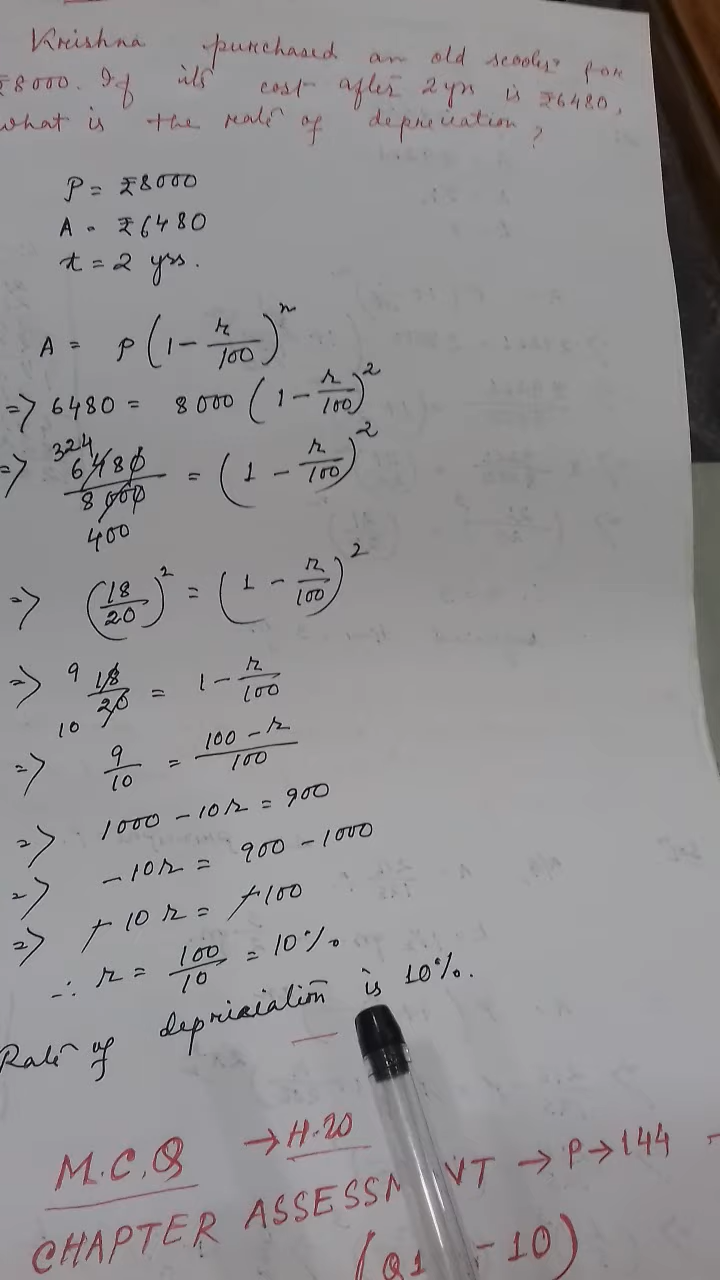 Krishna purchased an old scooter for
₹8000. If its cost after 2 yrs is ₹6480,
what is the rate of depriciation?
P = ₹8000
A = ₹6480
t = 2 yrs.
A = P(1 - r/100)^n
=> 6480 = 8000 (1 - r/100)^2
=> 324 6480/8000 400 = (1 - r/100)^2
=> (18/20)^2 = (1 - r/100)^2
=> 9 18/20 10 = 1 - r/100
=> 9/10 = 100 - r/100
=> 1000 - 10r = 900
=> -10r = 900 - 1000
=> -10r = -100
∴ r = 100/10 = 10%.
Rate of depriciation is 10%.
M.C.Q → H.20
CHAPTER ASSESSM NT → P → 144
(Q1 - 10)